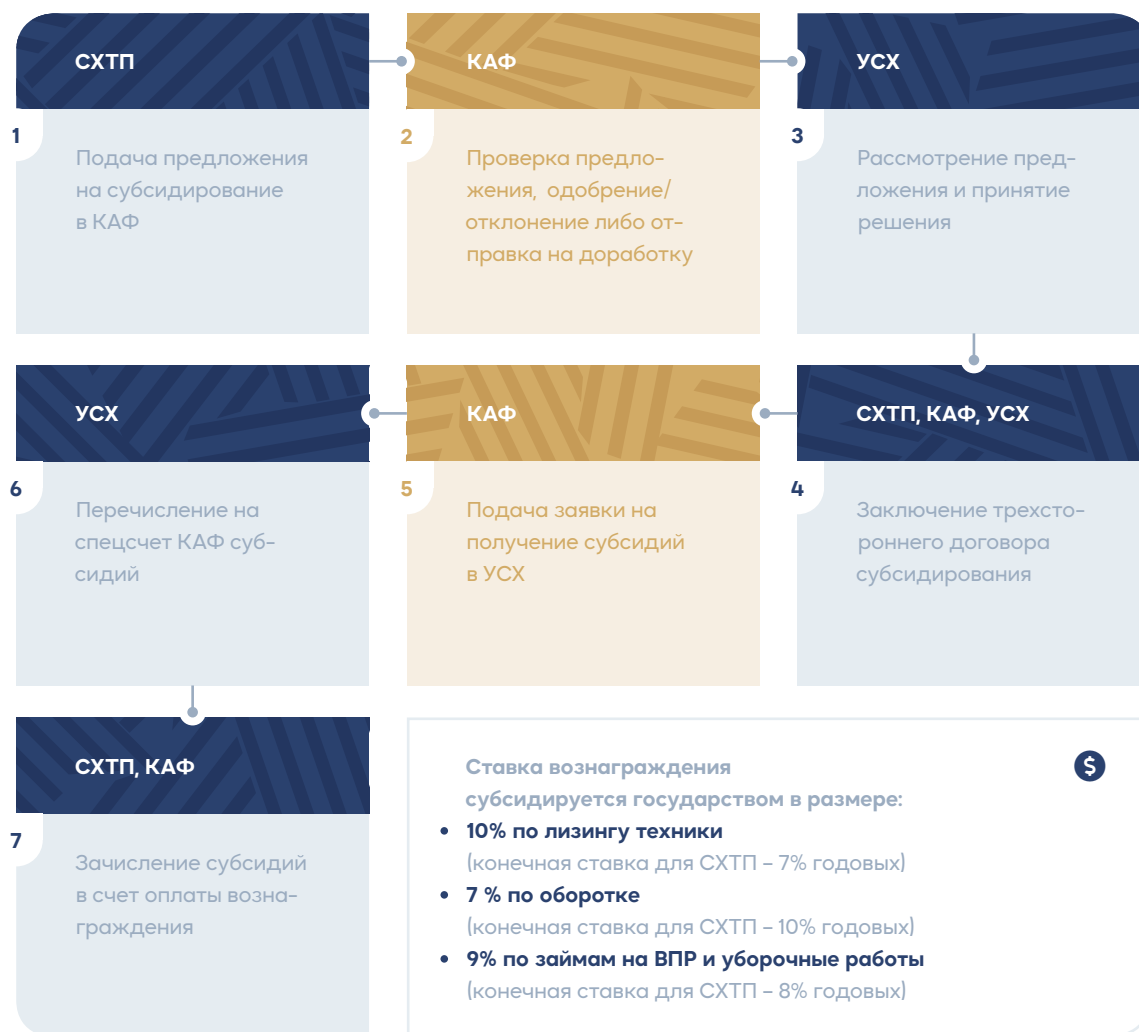 СХТП
1
Подача предложения
на субсидирование
в КАФ
КАФ
2
Проверка предло-
жения, одобрение/
отклонение либо от-
правка на доработку
УСХ
3
Рассмотрение пред-
ложения и принятие
решения
СХТП, КАФ, УСХ
4
Заключение трехсто-
роннего договора
субсидирования
КАФ
5
Подача заявки на
получение субсидий
в УСХ
УСХ
6
Перечисление на
спецсчет КАФ суб-
сидий
СХТП, КАФ
7
Зачисление субсидий
в счет оплаты возна-
граждения
Ставка вознаграждения
субсидируется государством в размере:
$
• 10% по лизингу техники
(конечная ставка для СХТП – 7% годовых)
• 7 % по оборотке
(конечная ставка для СХТП – 10% годовых)
• 9% по займам на ВПР и уборочные работы
(конечная ставка для СХТП – 8% годовых)